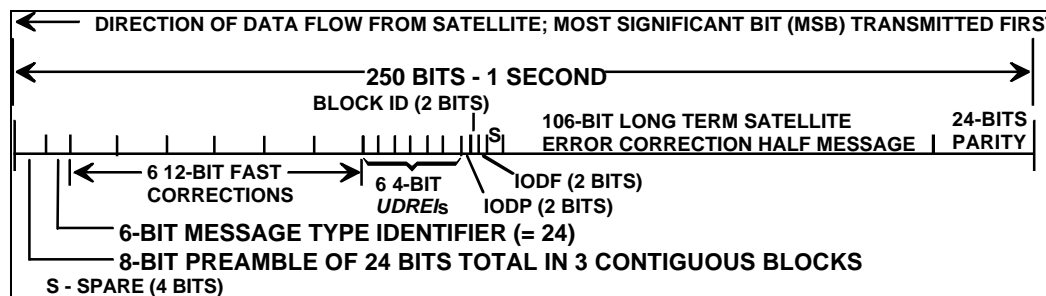 DIRECTION OF DATA FLOW FROM SATELLITE; MOST SIGNIFICANT BIT (MSB) TRANSMITTED FIRST
250 BITS - 1 SECOND
BLOCK ID (2 BITS)
S
106-BIT LONG TERM SATELLITE
ERROR CORRECTION HALF MESSAGE
24-BITS
PARITY
6 12-BIT FAST
CORRECTIONS
6 4-BIT
UDREIs
IODF (2 BITS)
IODP (2 BITS)
6-BIT MESSAGE TYPE IDENTIFIER (= 24)
8-BIT PREAMBLE OF 24 BITS TOTAL IN 3 CONTIGUOUS BLOCKS
S - SPARE (4 BITS)